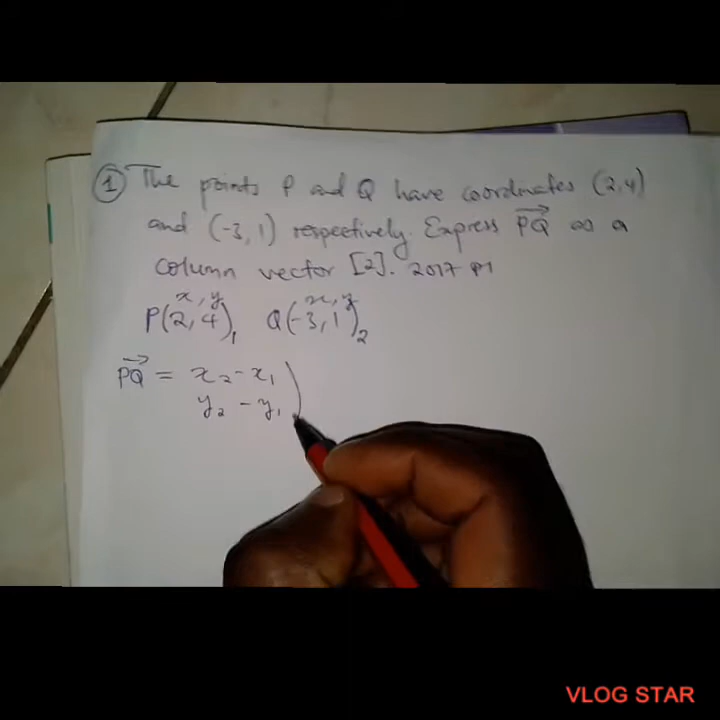 ① The points P and Q have coordinates (2,4)
and (-3,1) respectively. Express PQ as a
column vector [2]. 2017 P1
x, y x, y
P(2,4)₁ Q(-3,1)₂
PQ = x₂ - x₁)
y₂ - y₁
VLOG STAR